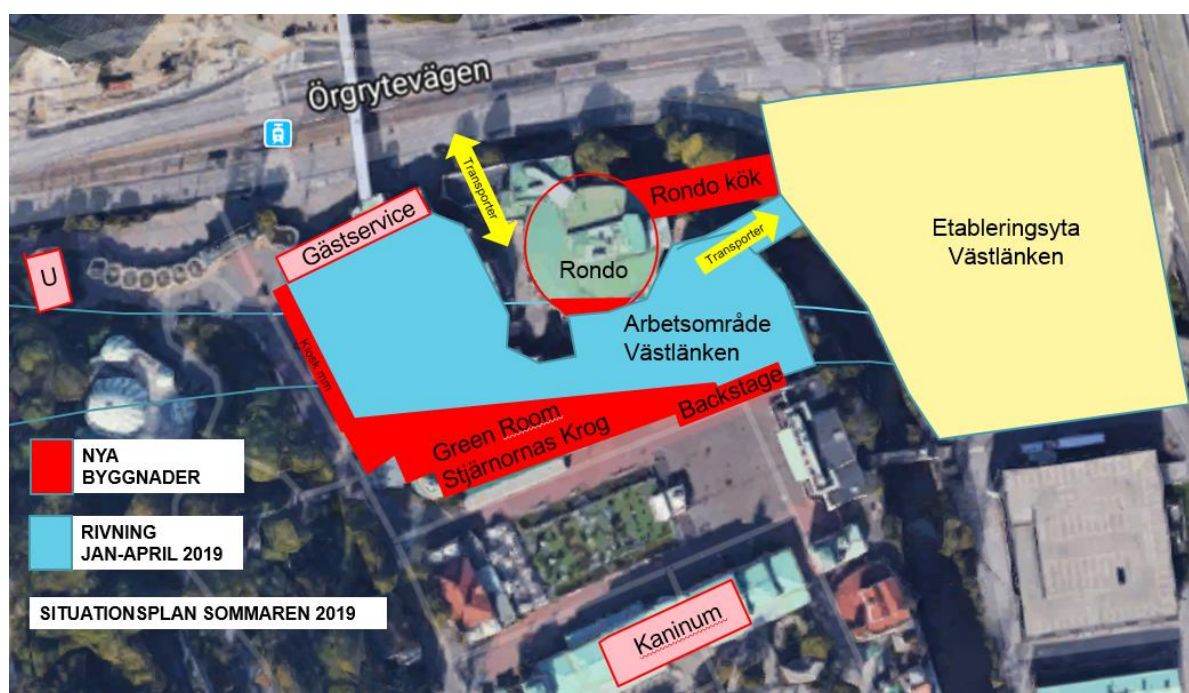 Örgrytevägen
Transporter
Rondo kök
Gästservice
Transporter
Etableringsyta
Västlänken
U
Rondo
Arbetsområde
Västlänken
Kiosk mm
Backstage
Green Room
Stjärnornas Krog
NYA
BYGGNADER
RIVNING
JAN-APRIL 2019
SITUATIONSPLAN SOMMAREN 2019
Kaninum